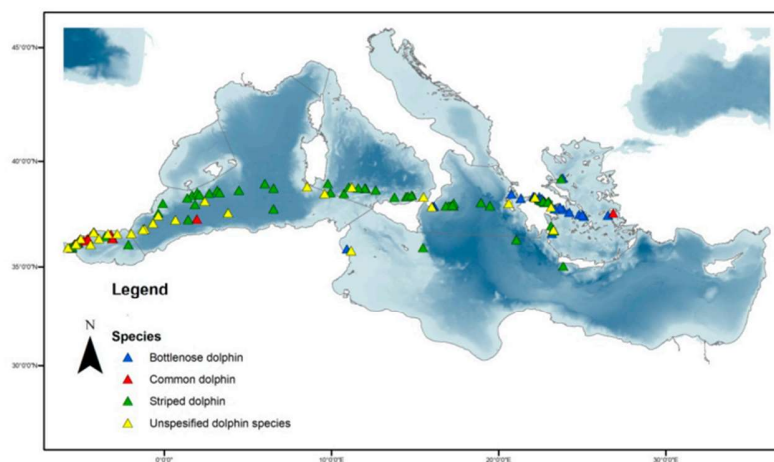 45°0'0"N
40°0'0"N
35°0'0"N
30°0'0"N
Legend
N
Species
Bottlenose dolphin
Common dolphin
Striped dolphin
Unspesified dolphin species
0°0'0"
10°0'0"E
20°0'0"E
30°0'0"E